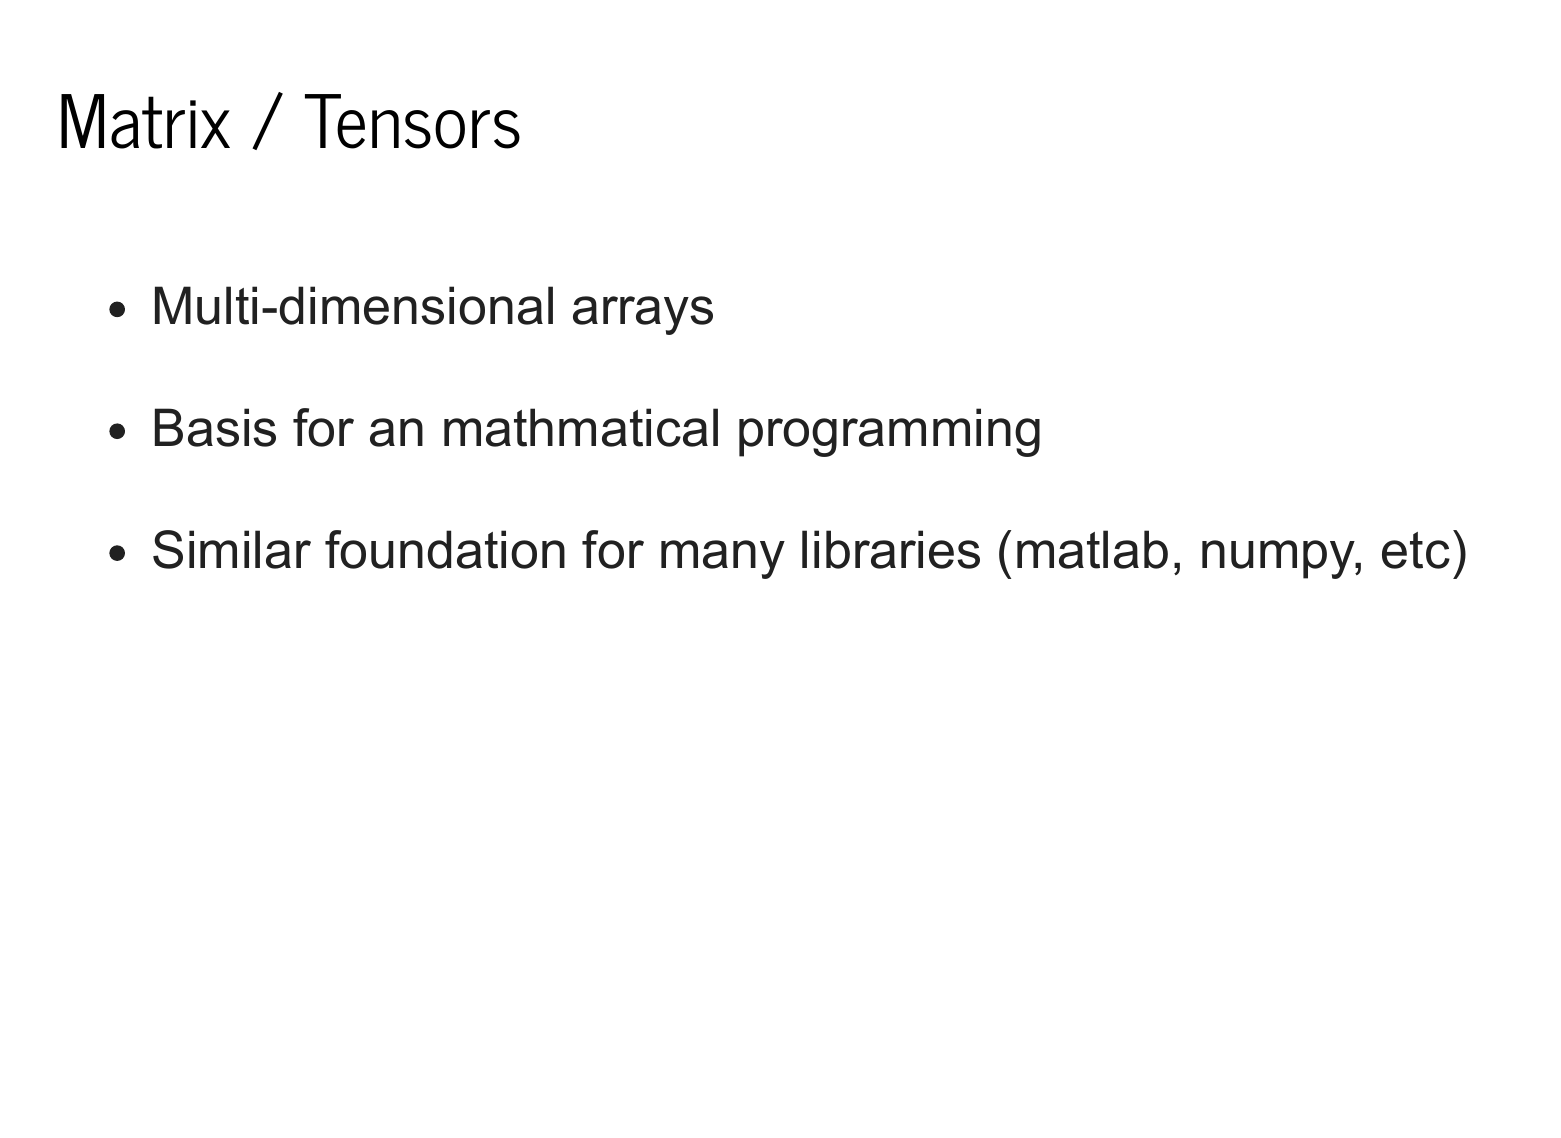 Matrix / Tensors
• Multi-dimensional arrays
• Basis for an mathmatical programming
• Similar foundation for many libraries (matlab, numpy, etc)